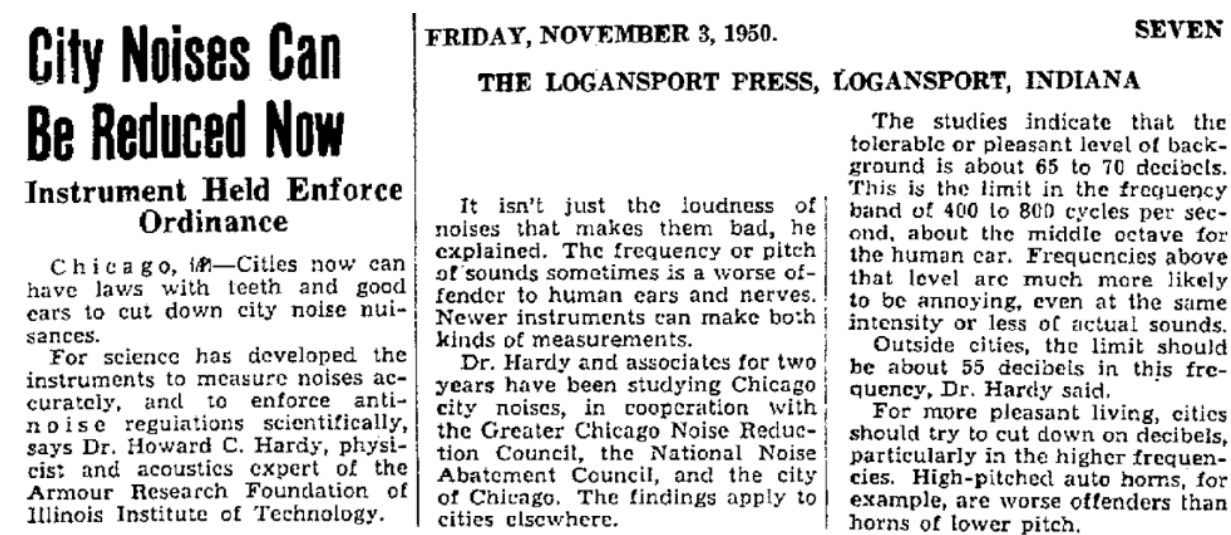 City Noises Can
Be Reduced Now
Instrument Held Enforce
Ordinance
Chicago, (AP)—Cities now can
have laws with teeth and good
ears to cut down city noise nui-
sances.
For science has developed the
instruments to measure noises ac-
curately, and to enforce anti-
noise regulations scientifically,
says Dr. Howard C. Hardy, physi-
cist and acoustics expert of the
Armour Research Foundation of
Illinois Institute of Technology.
FRIDAY, NOVEMBER 3, 1950.
SEVEN
THE LOGANSPORT PRESS, LOGANSPORT, INDIANA
It isn't just the loudness of
noises that makes them bad, he
explained. The frequency or pitch
of sounds sometimes is a worse of-
fender to human ears and nerves.
Newer instruments can make both
kinds of measurements.
Dr. Hardy and associates for two
years have been studying Chicago
city noises, in cooperation with
the Greater Chicago Noise Reduc-
tion Council, the National Noise
Abatement Council, and the city
of Chicago. The findings apply to
cities elsewhere.
The studies indicate that the
tolerable or pleasant level of back-
ground is about 65 to 70 decibels.
This is the limit in the frequency
band of 400 to 800 cycles per sec-
ond, about the middle octave for
the human ear. Frequencies above
that level are much more likely
to be annoying, even at the same
intensity or less of actual sounds.
Outside cities, the limit should
be about 55 decibels in this fre-
quency, Dr. Hardy said.
For more pleasant living, cities
should try to cut down on decibels,
particularly in the higher frequen-
cies. High-pitched auto horns, for
example, are worse offenders than
horns of lower pitch.